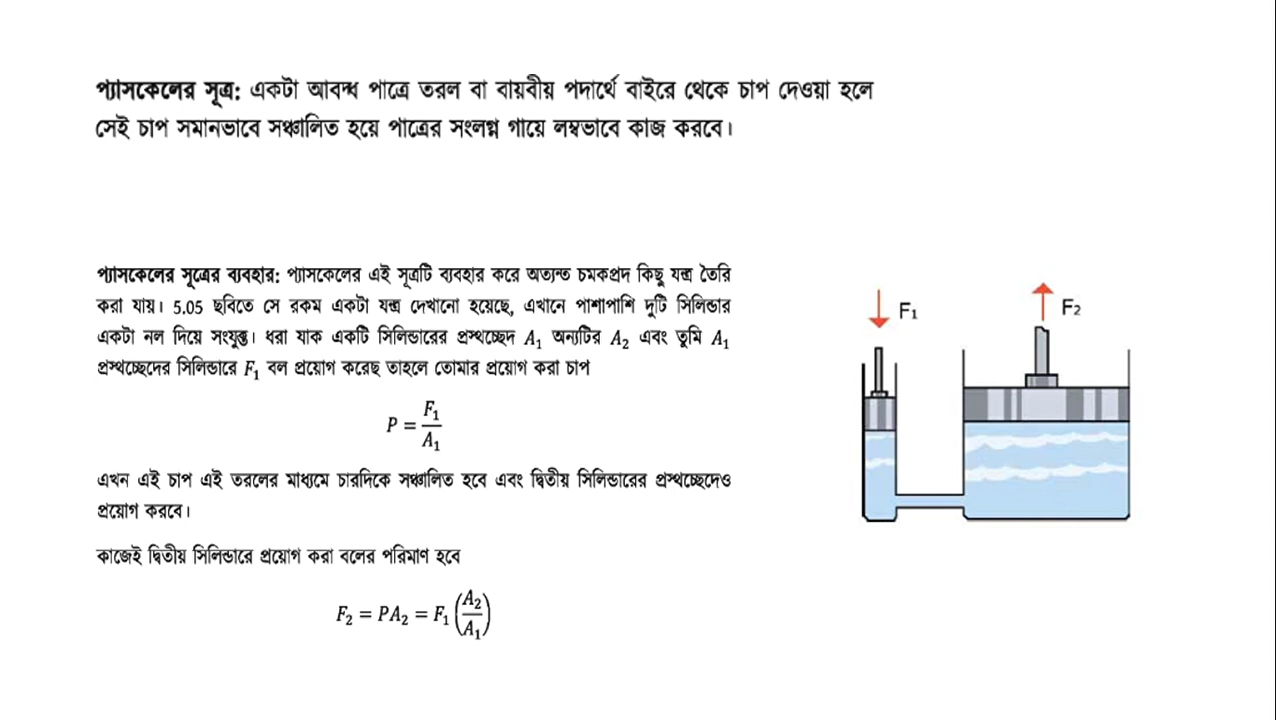 প্যাসকেলের সূত্র: একটা আবদ্ধ পাত্রে তরল বা বায়বীয় পদার্থে বাইরে থেকে চাপ দেওয়া হলে
সেই চাপ সমানভাবে সঞ্চালিত হয়ে পাত্রের সংলগ্ন গায়ে লম্বভাবে কাজ করবে।
প্যাসকেলের সূত্রের ব্যবহার: প্যাসকেলের এই সূত্রটি ব্যবহার করে অত্যন্ত চমকপ্রদ কিছু যন্ত্র তৈরি
করা যায়। 5.05 ছবিতে সে রকম একটা যন্ত্র দেখানো হয়েছে, এখানে পাশাপাশি দুটি সিলিন্ডার
একটা নল দিয়ে সংযুক্ত। ধরা যাক একটি সিলিন্ডারের প্রস্থচ্ছেদ A₁ অন্যটির A₂ এবং তুমি A₁
প্রস্থচ্ছেদের সিলিন্ডারে F₁ বল প্রয়োগ করেছ তাহলে তোমার প্রয়োগ করা চাপ
P = F₁/A₁
এখন এই চাপ এই তরলের মাধ্যমে চারদিকে সঞ্চালিত হবে এবং দ্বিতীয় সিলিন্ডারের প্রস্থচ্ছেদেও
প্রয়োগ করবে।
কাজেই দ্বিতীয় সিলিন্ডারে প্রয়োগ করা বলের পরিমাণ হবে
F₂ = PA₂ = F₁ (A₂/A₁)
F₁
F₂